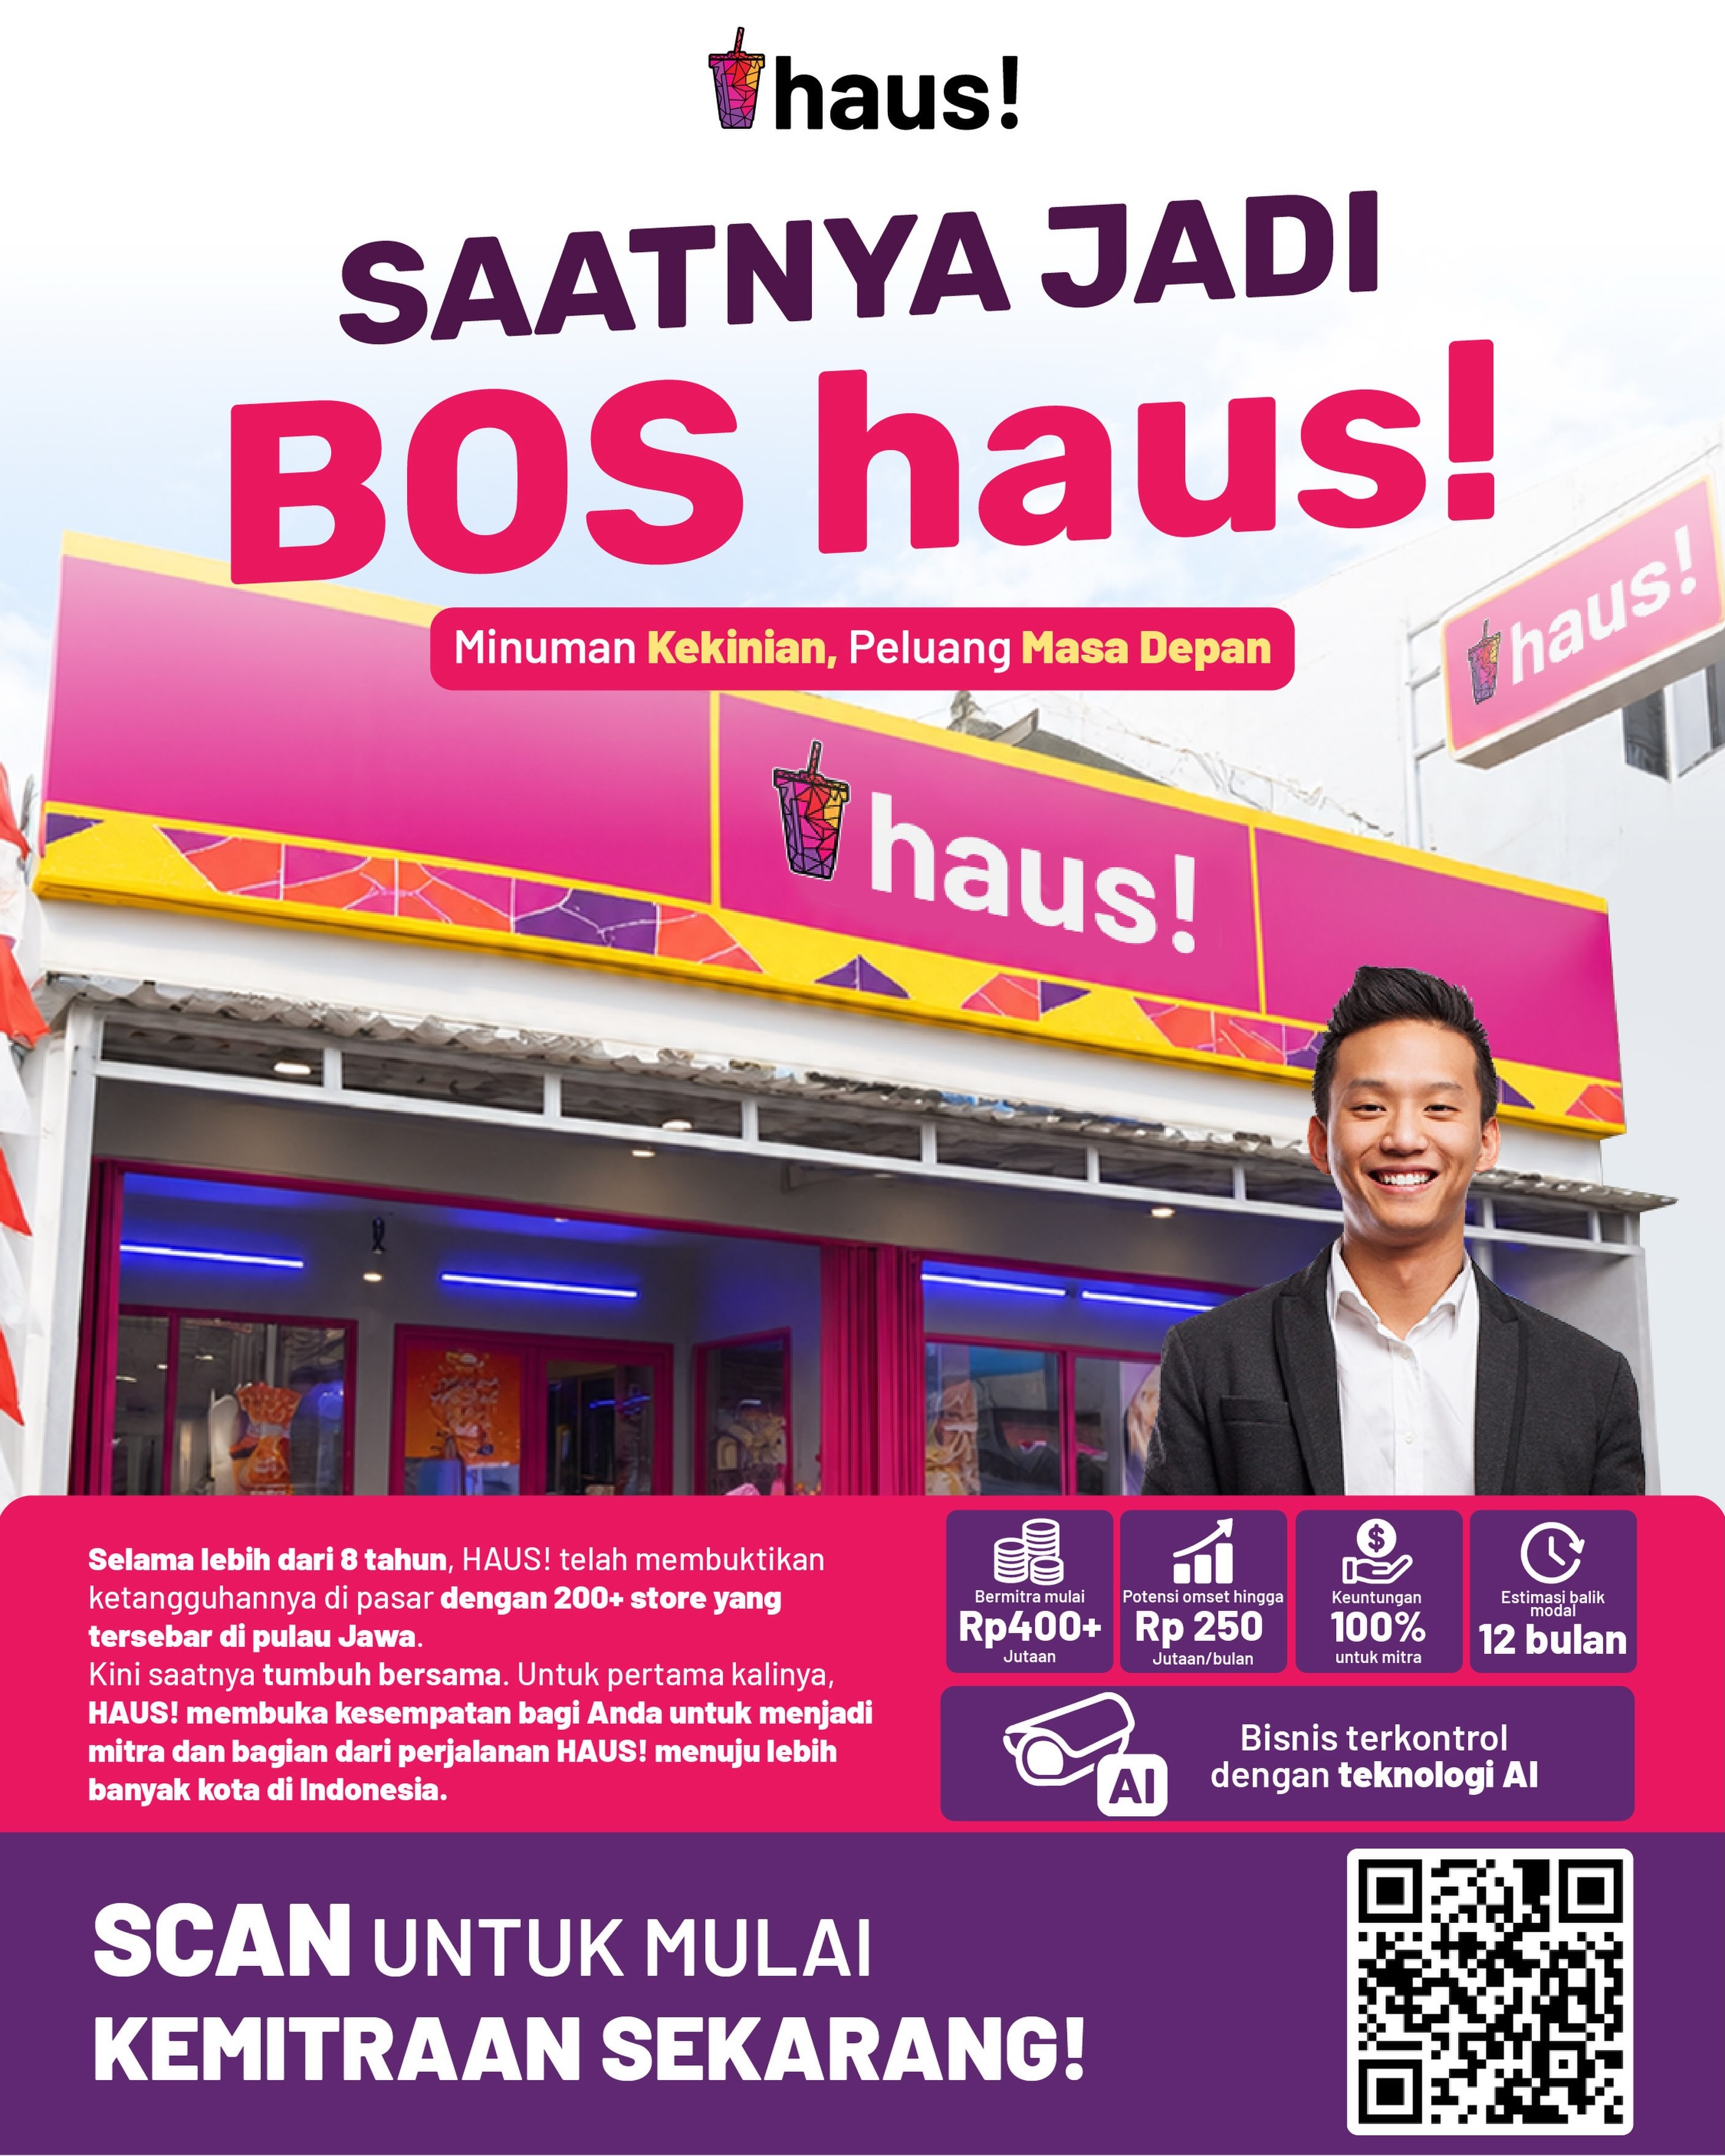 haus!
SAATNYA JADI
BOS haus!
Minuman Kekinian, Peluang Masa Depan
haus!
haus!
Selama lebih dari 8 tahun, HAUS! telah membuktikan
ketangguhannya di pasar dengan 200+ store yang
tersebar di pulau Jawa.
Kini saatnya tumbuh bersama. Untuk pertama kalinya,
HAUS! membuka kesempatan bagi Anda untuk menjadi
mitra dan bagian dari perjalanan HAUS! menuju lebih
banyak kota di Indonesia.
Bermitra mulai
Rp400+
Jutaan
Potensi omset hingga
Rp 250
Jutaan/bulan
Keuntungan
100%
untuk mitra
Estimasi balik
modal
12 bulan
AI
Bisnis terkontrol
dengan teknologi AI
SCAN UNTUK MULAI
KEMITRAAN SEKARANG!